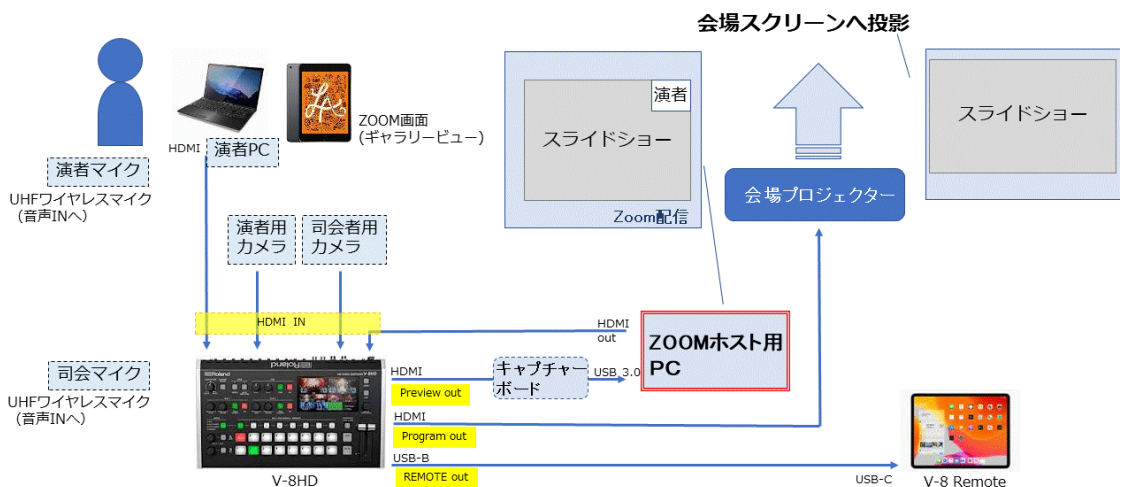 会場スクリーンへ投影
演者
スライドショー
Zoom配信
スライドショー
ZOOM画面
(ギャラリービュー)
HDMI
演者PC
演者マイク
UHFワイヤレスマイク
(音声INへ)
会場プロジェクター
演者用
カメラ
司会者用
カメラ
HDMI IN
HDMI
out
ZOOMホスト用
PC
司会マイク
UHFワイヤレスマイク
(音声INへ)
Roland
Roland
V-8HD
HDMI
Preview out
キャプチャー
ボード
USB 3.0
HDMI
Program out
USB-B
REMOTE out
USB-C
V-8HD
V-8 Remote